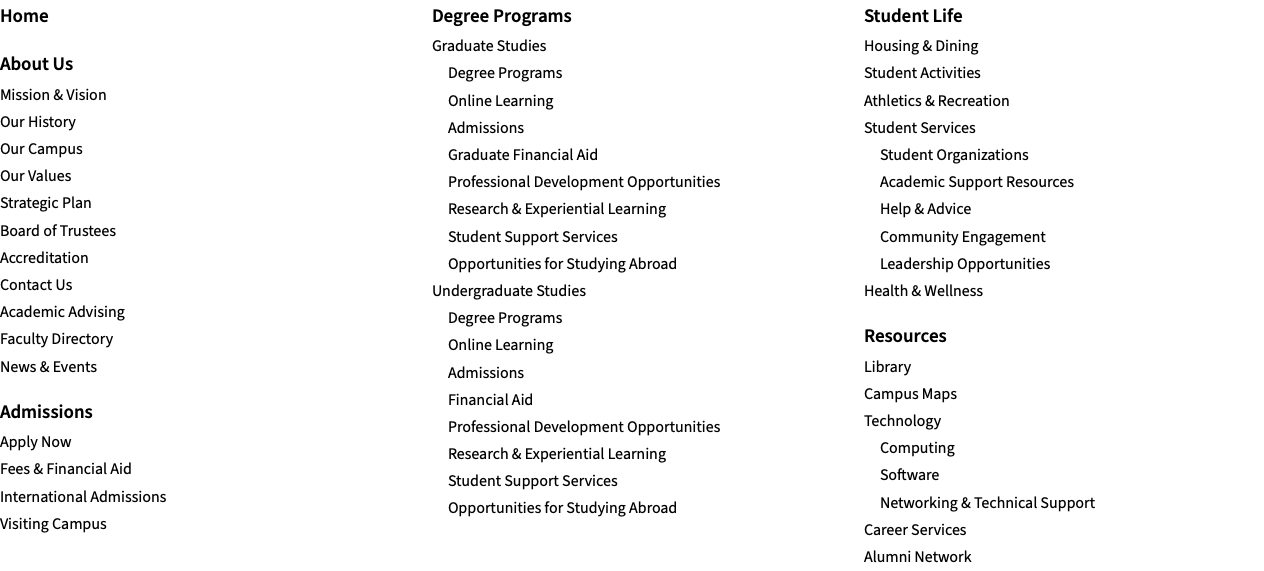 Home
About Us
Mission & Vision
Our History
Our Campus
Our Values
Strategic Plan
Board of Trustees
Accreditation
Contact Us
Academic Advising
Faculty Directory
News & Events
Admissions
Apply Now
Fees & Financial Aid
International Admissions
Visiting Campus
Degree Programs
Graduate Studies
Degree Programs
Online Learning
Admissions
Graduate Financial Aid
Professional Development Opportunities
Research & Experiential Learning
Student Support Services
Opportunities for Studying Abroad
Undergraduate Studies
Degree Programs
Online Learning
Admissions
Financial Aid
Professional Development Opportunities
Research & Experiential Learning
Student Support Services
Opportunities for Studying Abroad
Student Life
Housing & Dining
Student Activities
Athletics & Recreation
Student Services
Student Organizations
Academic Support Resources
Help & Advice
Community Engagement
Leadership Opportunities
Health & Wellness
Resources
Library
Campus Maps
Technology
Computing
Software
Networking & Technical Support
Career Services
Alumni Network